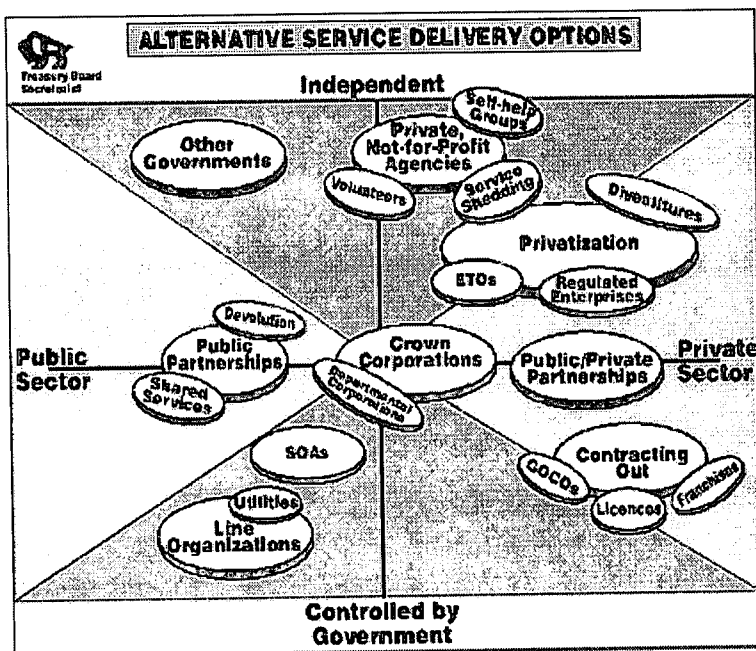 ALTERNATIVE SERVICE DELIVERY OPTIONS
Treasury Board
Secretariat
Independent
Self-help
Groups
Other
Governments
Private,
Not-for-Profit
Agencies
Volunteers
Service
Shedding
Divestitures
Privatization
ETOs
Regulated
Enterprises
Devolution
Public
Partnerships
Shared
Services
Public
Sector
Crown
Corporations
Departmental
Corporations
Public/Private
Partnerships
Private
Sector
SOAs
Utilities
Line
Organizations
Contracting
Out
GOCOs
Licences
Franchises
Controlled by
Government